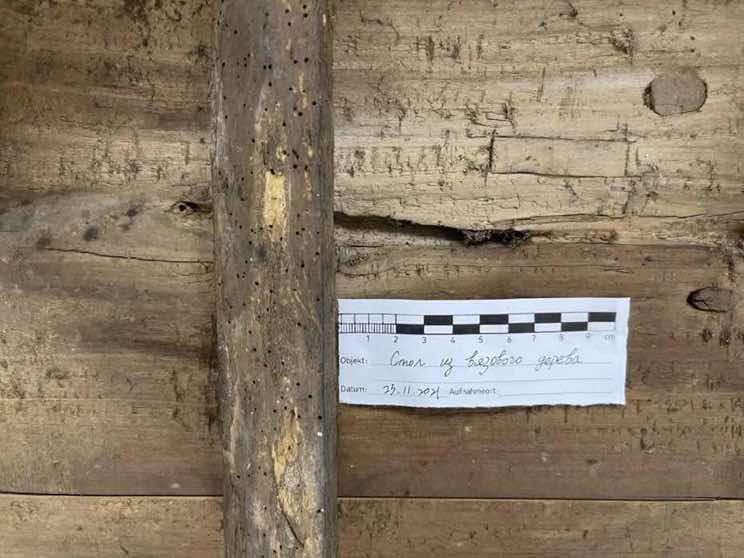 1 2 3 4 5 6 7 8 9 cm
Objekt: Стол из вязового дерева
Datum: 23.11.2021 Aufnahmeort: